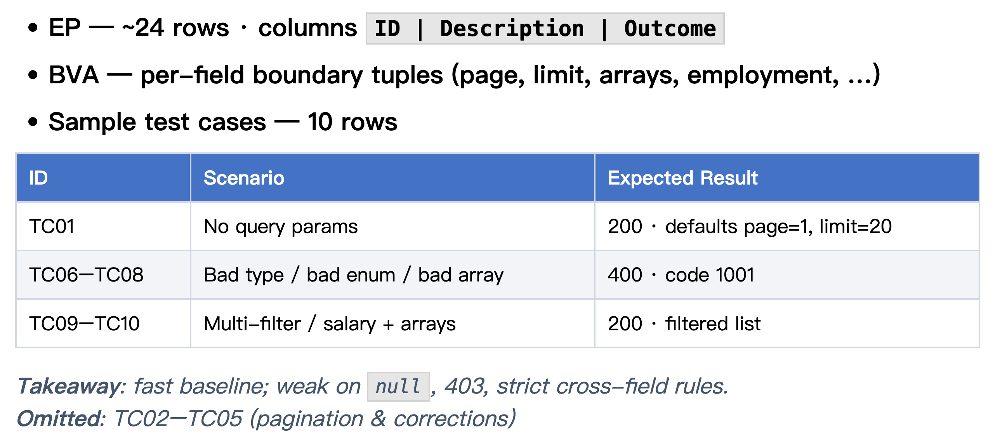 • EP — ~24 rows · columns ID | Description | Outcome
• BVA — per-field boundary tuples (page, limit, arrays, employment, …)
• Sample test cases — 10 rows
ID Scenario Expected Result
TC01 No query params 200 · defaults page=1, limit=20
TC06—TC08 Bad type / bad enum / bad array 400 · code 1001
TC09—TC10 Multi-filter / salary + arrays 200 · filtered list
Takeaway: fast baseline; weak on null, 403, strict cross-field rules.
Omitted: TC02—TC05 (pagination & corrections)